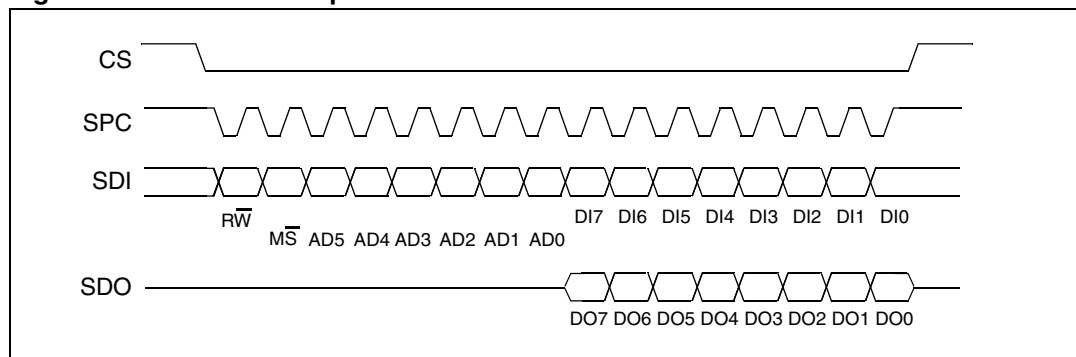 CS
SPC
SDI
RW̅
DI7 DI6 DI5 DI4 DI3 DI2 DI1 DI0
MS̅ AD5 AD4 AD3 AD2 AD1 AD0
SDO
DO7 DO6 DO5 DO4 DO3 DO2 DO1 DO0